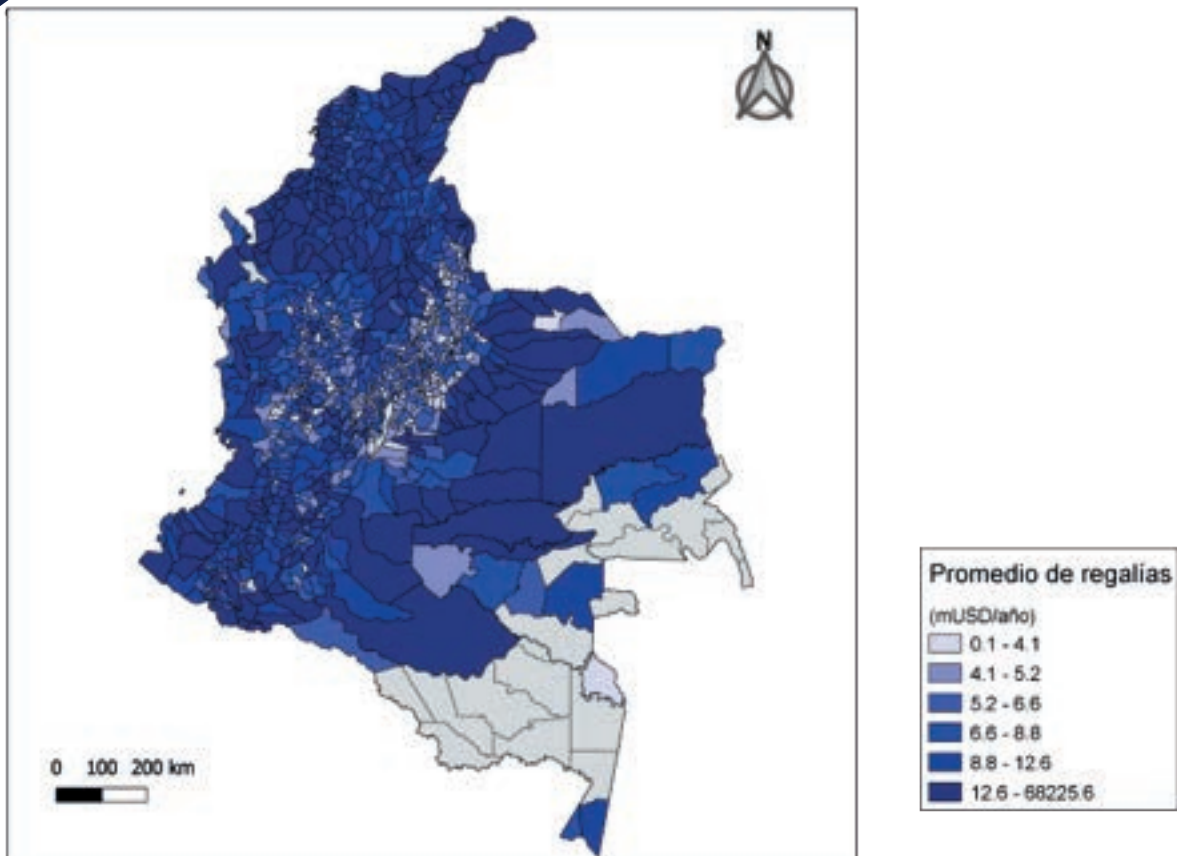 N
0 100 200 km
Promedio de regalías
(mUSD/año)
0.1 - 4.1
4.1 - 5.2
5.2 - 6.6
6.6 - 8.8
8.8 - 12.6
12.6 - 68225.6